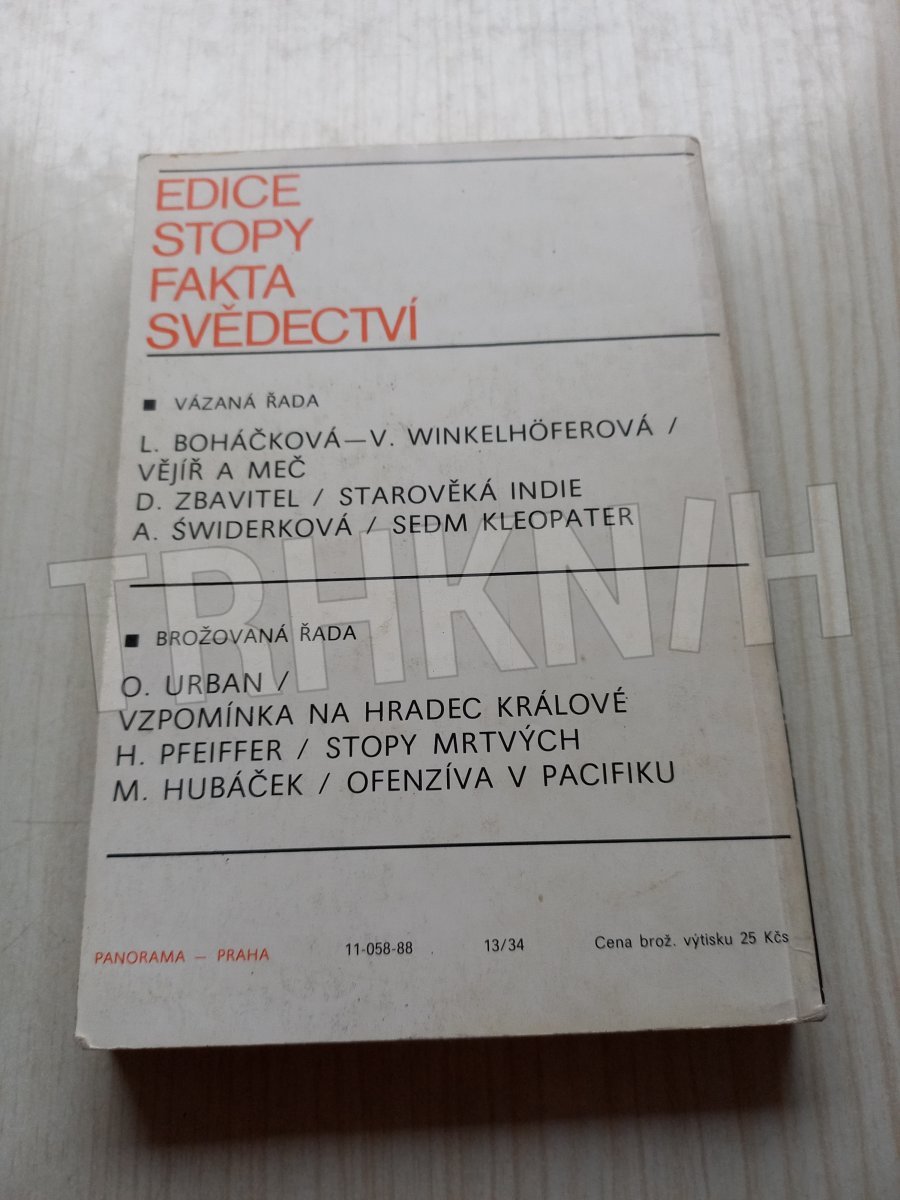 EDICE
STOPY
FAKTA
SVĚDECTVÍ
■ VÁZANÁ ŘADA
L. BOHÁČKOVÁ—V. WINKELHÖFEROVÁ /
VĚJÍŘ A MEČ
D. ZBAVITEL / STAROVĚKÁ INDIE
A. ŚWIDERKOVÁ / SEDM KLEOPATER
TRHKNIH
■ BROŽOVANÁ ŘADA
O. URBAN /
VZPOMÍNKA NA HRADEC KRÁLOVÉ
H. PFEIFFER / STOPY MRTVÝCH
M. HUBÁČEK / OFENZÍVA V PACIFIKU
PANORAMA – PRAHA 11-058-88 13/34 Cena brož. výtisku 25 Kčs